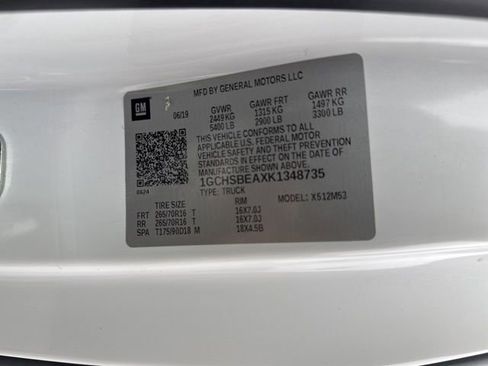 MFD BY GENERAL MOTORS LLC
GM
06/19
GVWR GAWR FRT GAWR RR
2449 KG 1315 KG 1497 KG
5400 LB 2900 LB 3300 LB
THIS VEHICLE CONFORMS TO ALL
APPLICABLE U.S. FEDERAL MOTOR
VEHICLE SAFETY AND THEFT PREVENTION
STANDARDS IN EFFECT ON THE DATE OF
MANUFACTURE SHOWN ABOVE.
1GCHSBEAXK1348735
TYPE: TRUCK MODEL: X512M53
TIRE SIZE RIM
FRT 265/70R16 T 16X7.0J
RR 265/70R16 T 16X7.0J
SPA T175/90D18 M 18X4.5B